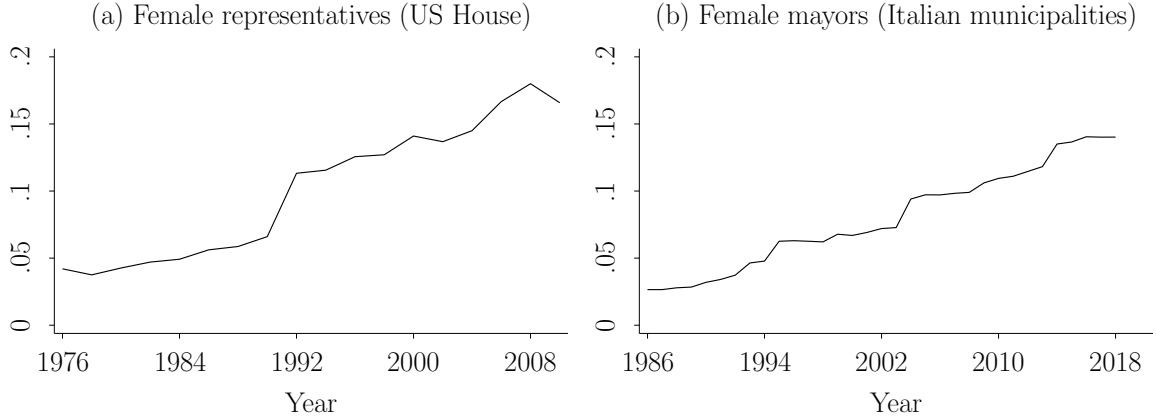 (a) Female representatives (US House)
.2
.15
.1
.05
0
1976 1984 1992 2000 2008
Year
(b) Female mayors (Italian municipalities)
.2
.15
.1
.05
0
1986 1994 2002 2010 2018
Year